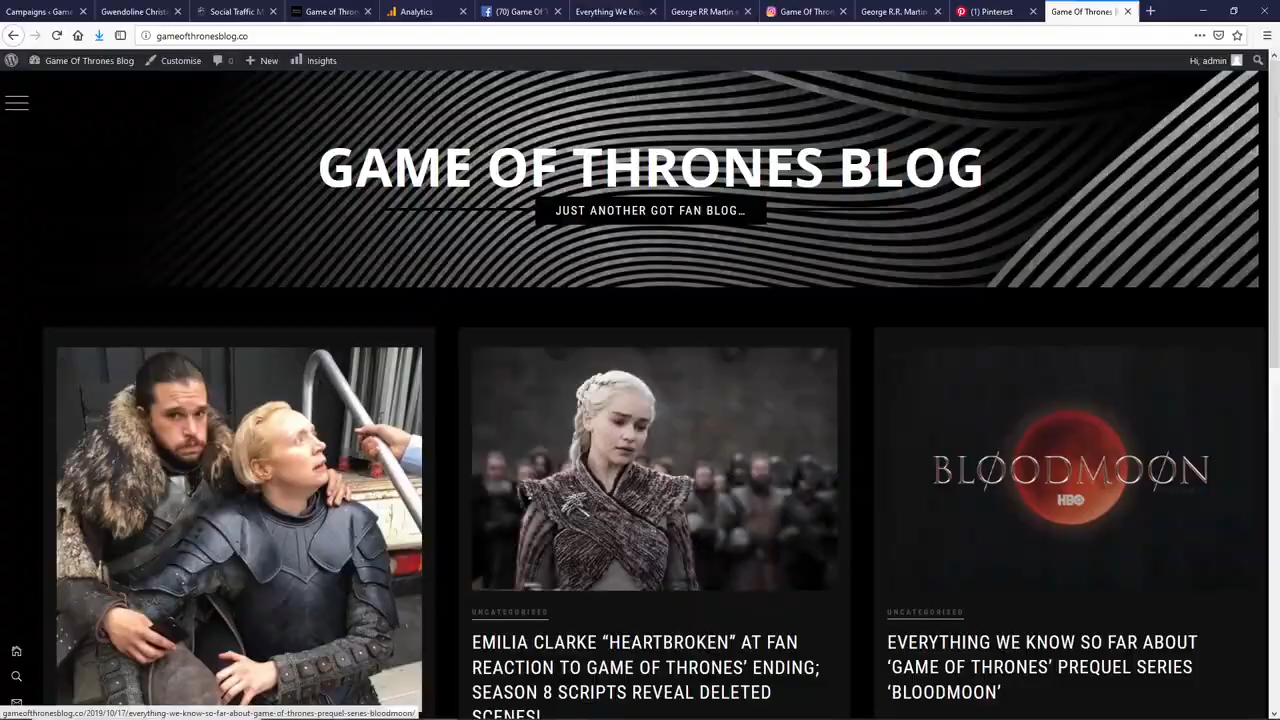 Campaigns ‹ Game
Gwendoline Christ
Social Traffic M
Game of Thron
Analytics
(70) Game Of T
Everything We Kno
George RR Martin
Game Of Thron
George R.R. Martin
(1) Pinterest
Game Of Thrones
gameofthronesblog.co
Game Of Thrones Blog
Customise
0
New
Insights
Hi, admin
GAME OF THRONES BLOG
JUST ANOTHER GOT FAN BLOG…
BLØØDMØØN
HBO
UNCATEGORISED
UNCATEGORISED
EMILIA CLARKE “HEARTBROKEN” AT FAN
REACTION TO GAME OF THRONES’ ENDING;
SEASON 8 SCRIPTS REVEAL DELETED
SCENES!
EVERYTHING WE KNOW SO FAR ABOUT
‘GAME OF THRONES’ PREQUEL SERIES
‘BLOODMOON’
gameofthronesblog.co/2019/10/17/everything-we-know-so-far-about-game-of-thrones-prequel-series-bloodmoon/